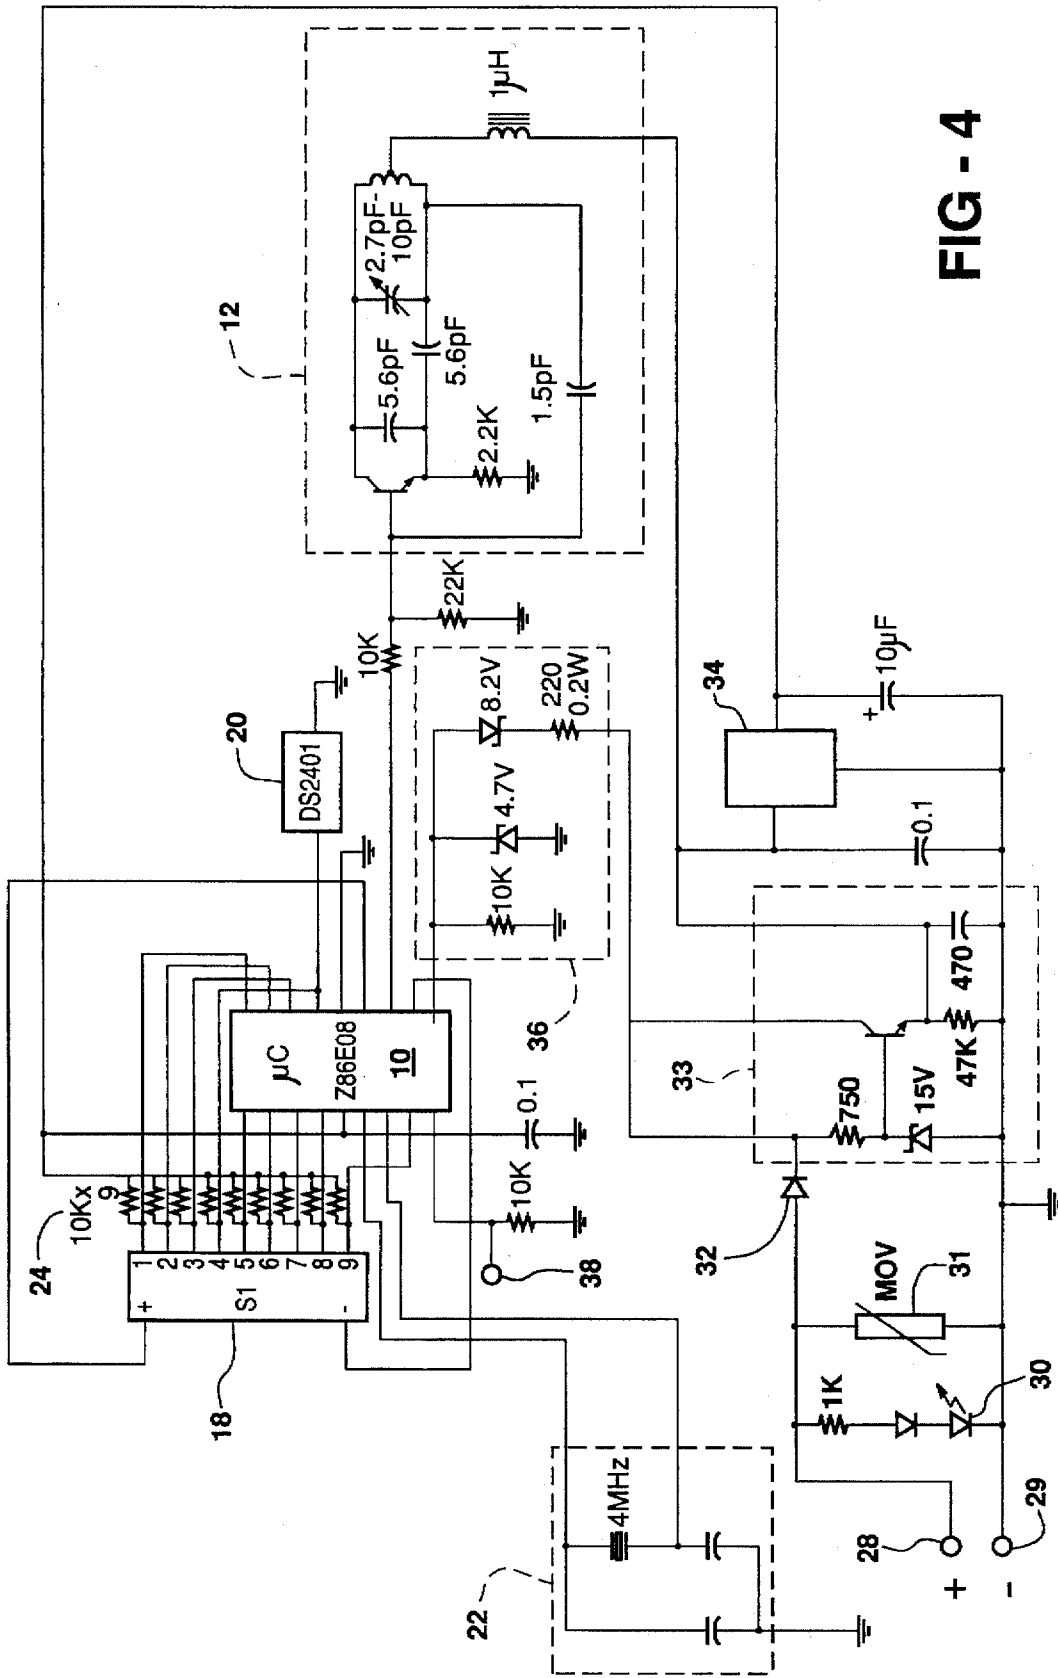 24
10Kx
9
18
+
S1
-
1
2
3
4
5
6
7
8
9
µC
Z86E08
10
20
DS2401
12
5.6pF
2.7pF-
10pF
5.6pF
1.5pF
2.2K
1µH
10K
22K
0.1
10K
38
36
10K
4.7V
8.2V
220
0.2W
22
4MHz
28
+
29
-
1K
30
MOV
31
32
33
750
15V
47K
470
0.1
34
+
10µF
FIG - 4